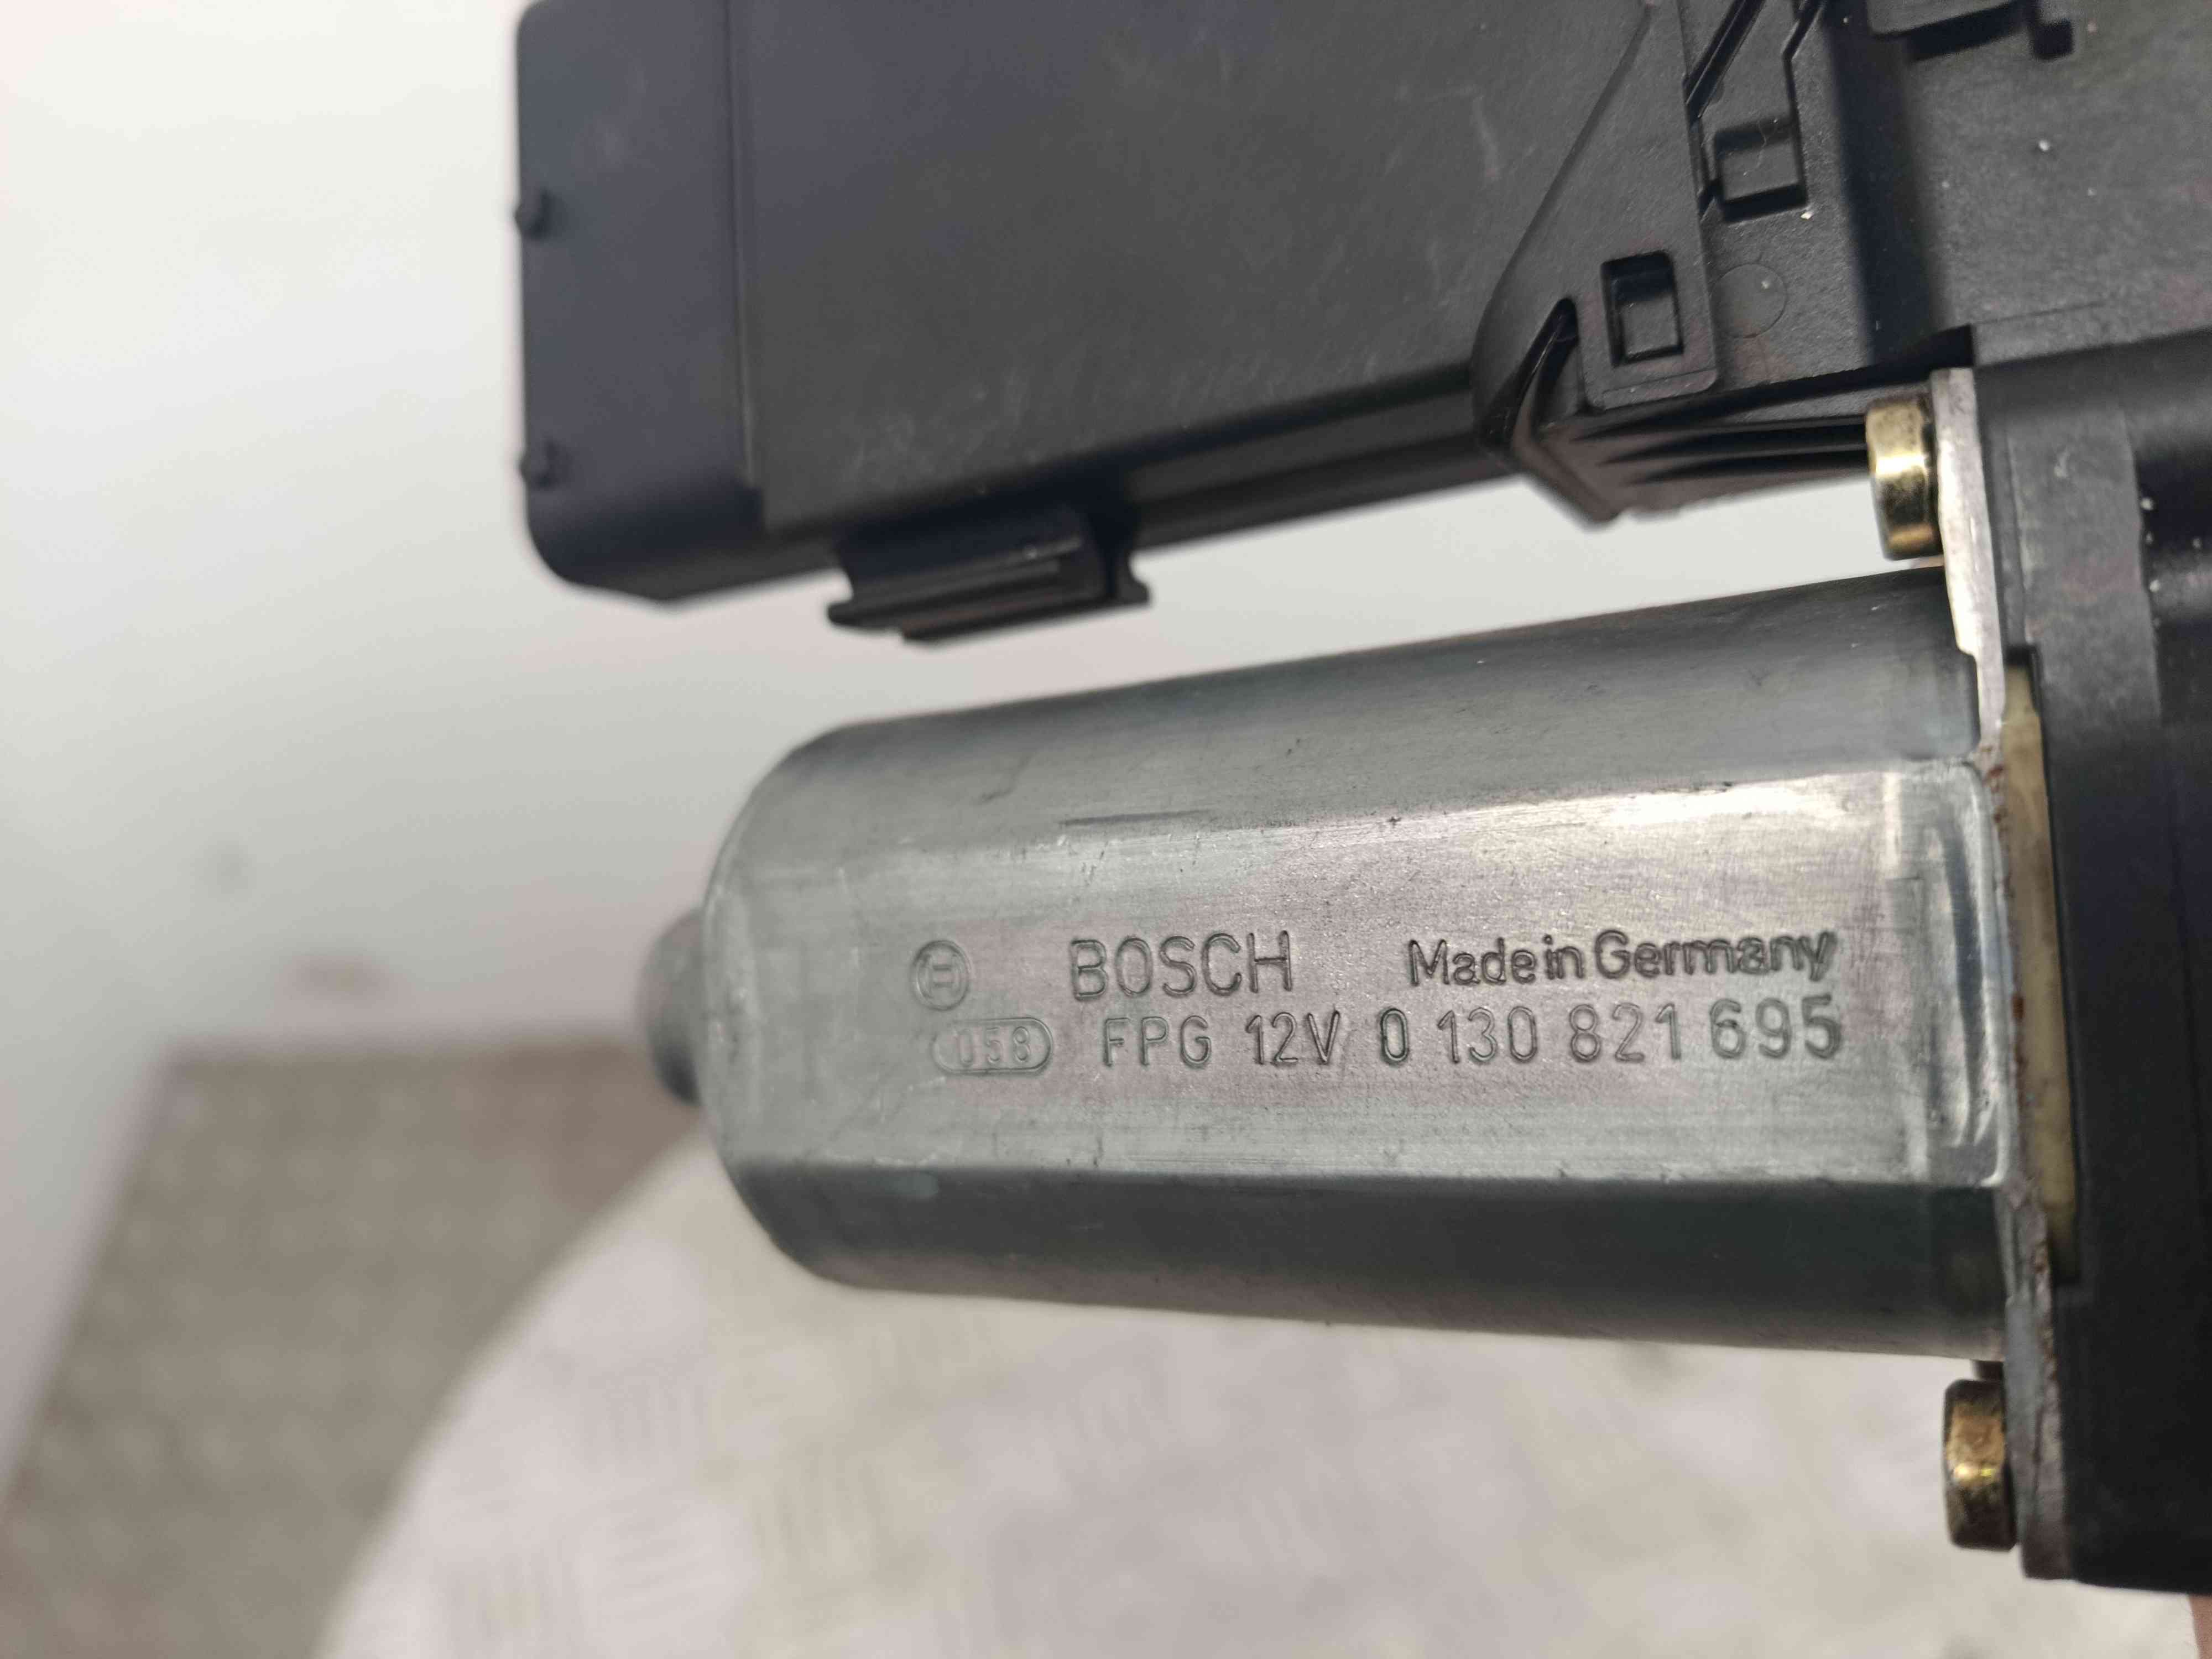 BOSCH Made in Germany
058 FPG 12V 0 130 821 695